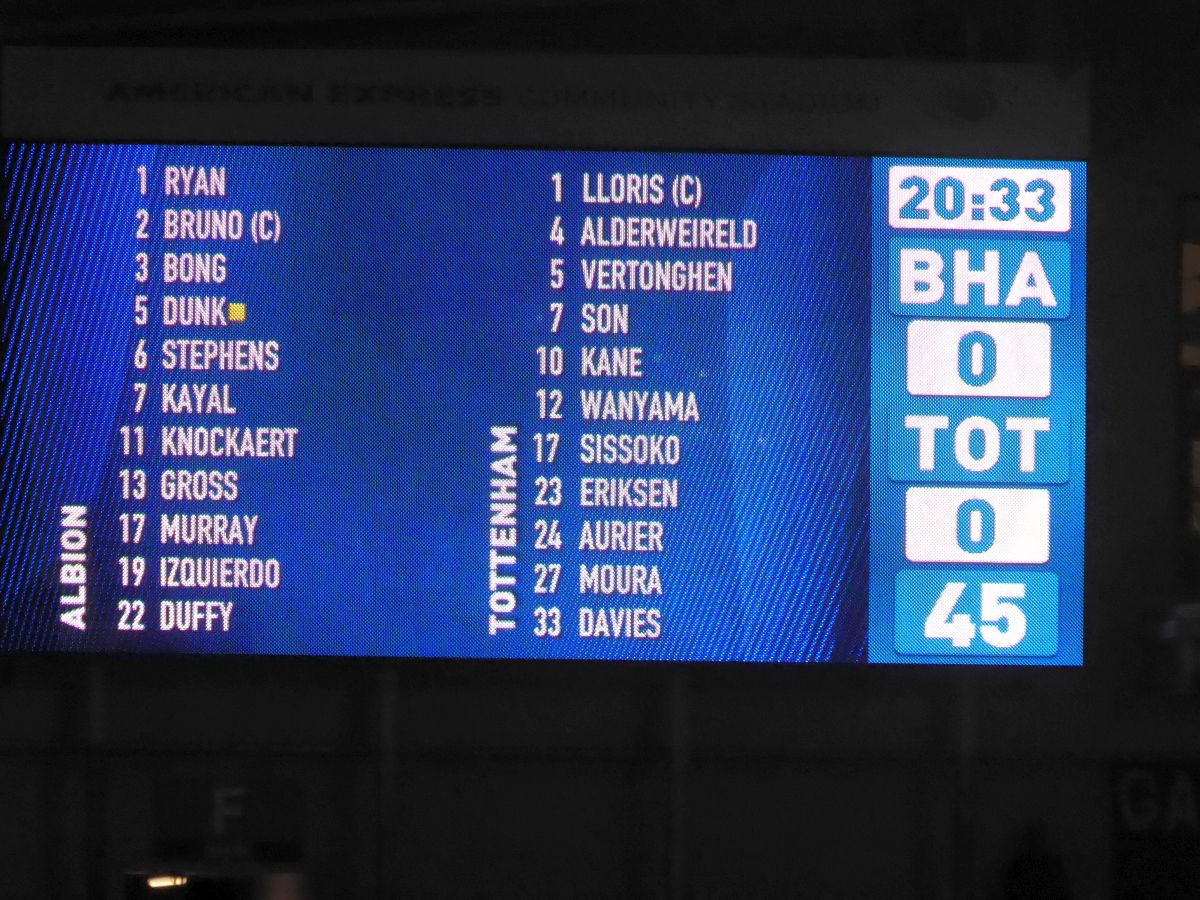 AMERICAN EXPRESS COMMUNITY STADIUM
ALBION
1 RYAN
2 BRUNO (C)
3 BONG
5 DUNK
6 STEPHENS
7 KAYAL
11 KNOCKAERT
13 GROSS
17 MURRAY
19 IZQUIERDO
22 DUFFY
TOTTENHAM
1 LLORIS (C)
4 ALDERWEIRELD
5 VERTONGHEN
7 SON
10 KANE
12 WANYAMA
17 SISSOKO
23 ERIKSEN
24 AURIER
27 MOURA
33 DAVIES
20:33
BHA
0
TOT
0
45
F
GA